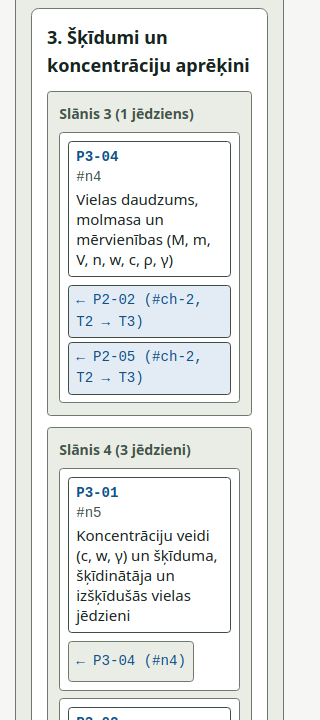 3. Šķīdumi un
koncentrāciju aprēķini
Slānis 3 (1 jēdziens)
P3-04
#n4
Vielas daudzums,
molmasa un
mērvienības (M, m,
V, n, w, c, ρ, γ)
← P2-02 (#ch-2,
T2 → T3)
← P2-05 (#ch-2,
T2 → T3)
Slānis 4 (3 jēdzieni)
P3-01
#n5
Koncentrāciju veidi
(c, w, γ) un šķīduma,
šķīdinātāja un
izšķīdušās vielas
jēdzieni
← P3-04 (#n4)